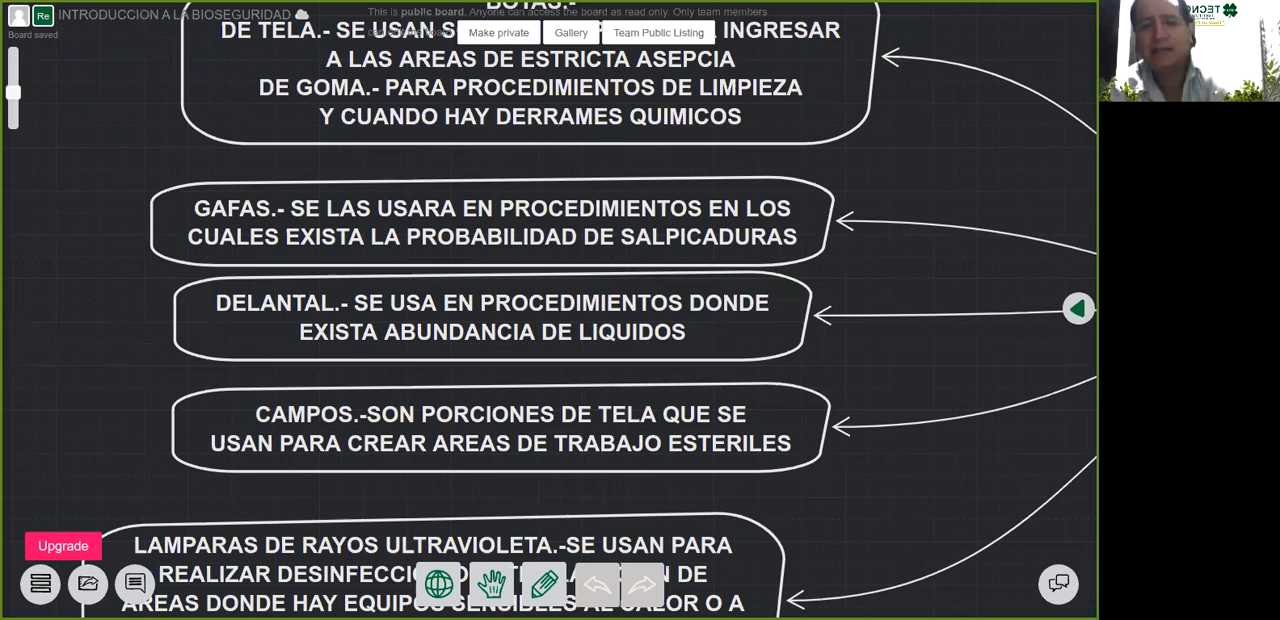 INTRODUCCION A LA BIOSEGURIDAD
Re
Board saved
This is public board. Anyone can access the board as read only. Only team members
Make private
Gallery
Team Public Listing
BOTAS.-
DE TELA.- SE USAN INGRESAR
A LAS AREAS DE ESTRICTA ASEPCIA
DE GOMA.- PARA PROCEDIMIENTOS DE LIMPIEZA
Y CUANDO HAY DERRAMES QUIMICOS
GAFAS.- SE LAS USARA EN PROCEDIMIENTOS EN LOS
CUALES EXISTA LA PROBABILIDAD DE SALPICADURAS
DELANTAL.- SE USA EN PROCEDIMIENTOS DONDE
EXISTA ABUNDANCIA DE LIQUIDOS
CAMPOS.-SON PORCIONES DE TELA QUE SE
USAN PARA CREAR AREAS DE TRABAJO ESTERILES
LAMPARAS DE RAYOS ULTRAVIOLETA.-SE USAN PARA
REALIZAR DE
AREAS DONDE HAY EQUIPOS SENSIBLES AL CALOR O A
Upgrade